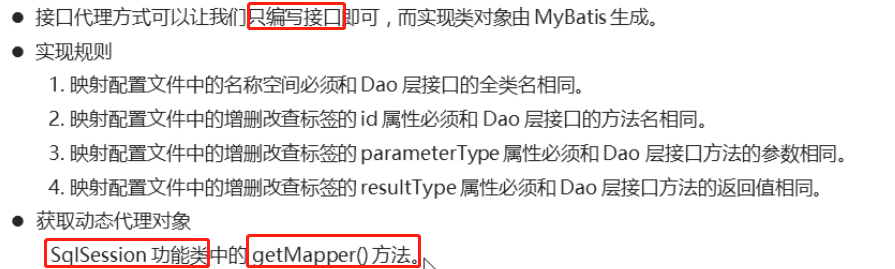 ● 接口代理方式可以让我们只编写接口即可，而实现类对象由 MyBatis 生成。
● 实现规则
1. 映射配置文件中的名称空间必须和 Dao 层接口的全类名相同。
2. 映射配置文件中的增删改查标签的 id 属性必须和 Dao 层接口的方法名相同。
3. 映射配置文件中的增删改查标签的 parameterType 属性必须和 Dao 层接口方法的参数相同。
4. 映射配置文件中的增删改查标签的 resultType 属性必须和 Dao 层接口方法的返回值相同。
● 获取动态代理对象
SqlSession 功能类中的 getMapper() 方法。